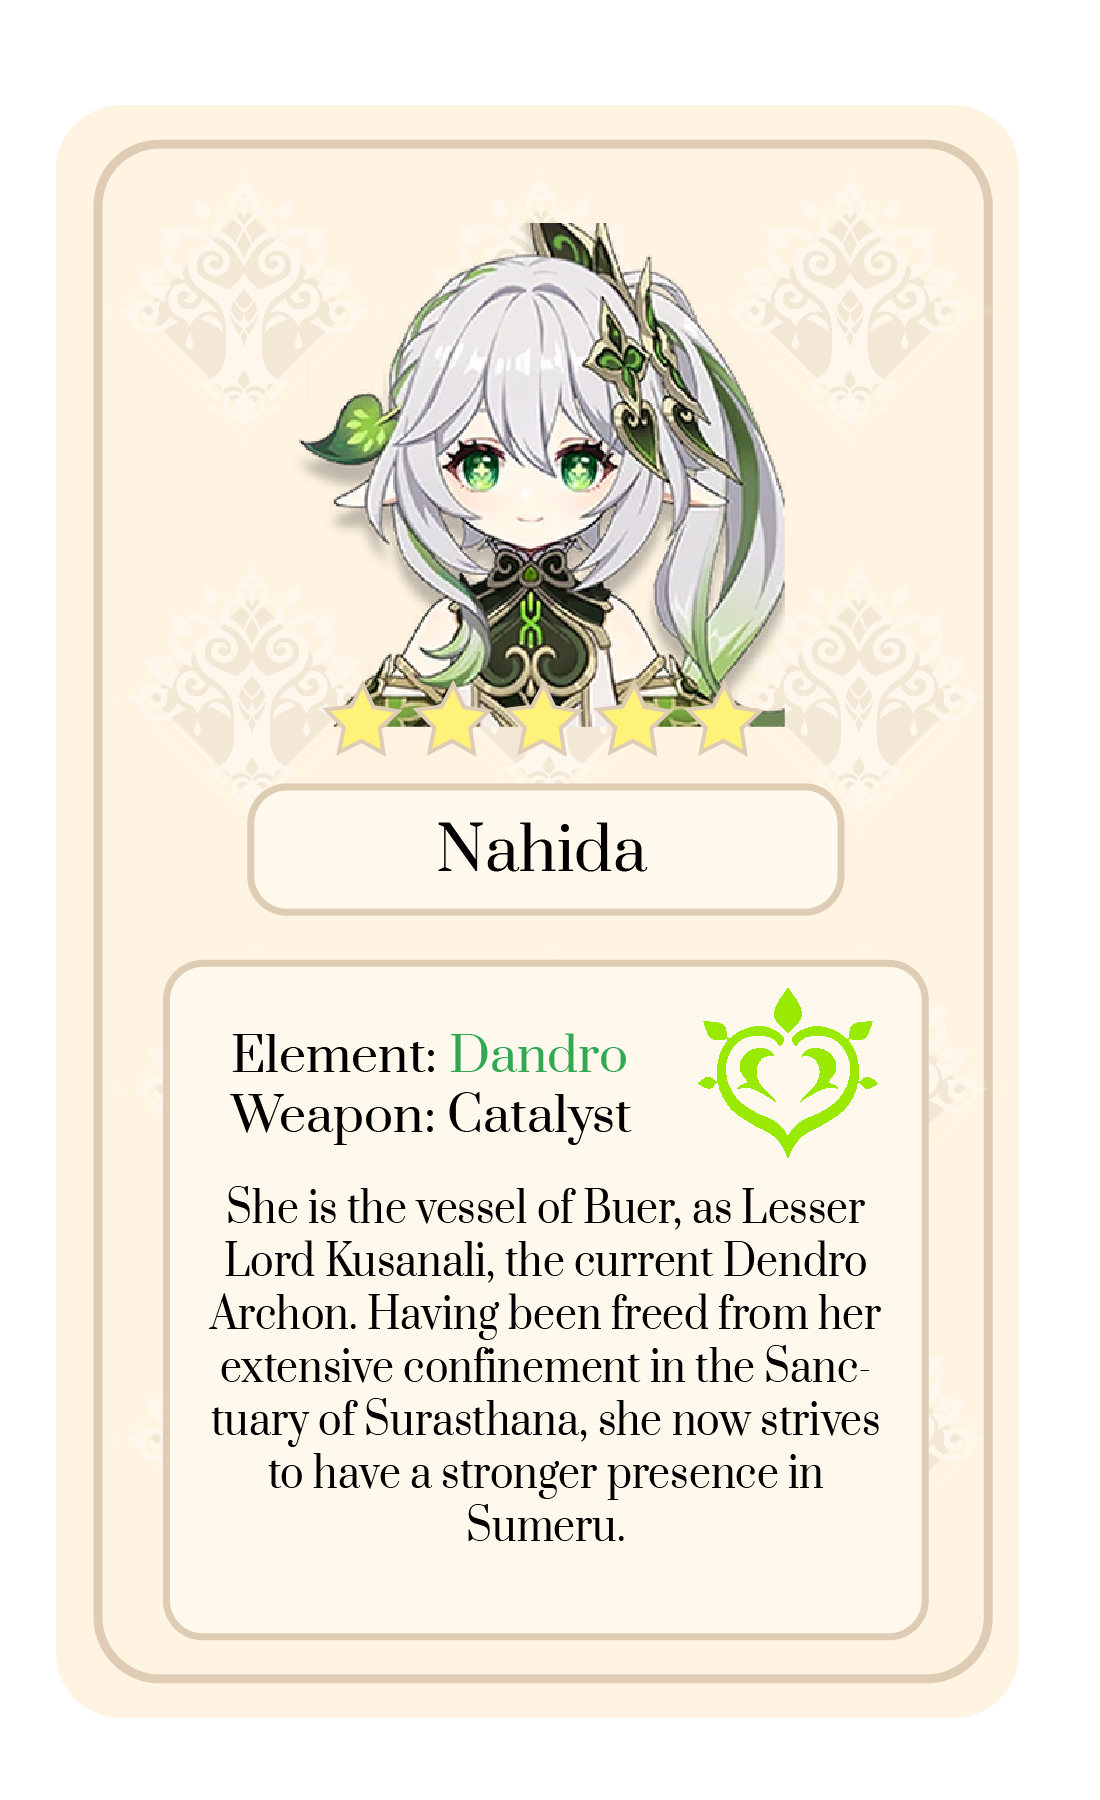 Nahida
Element: Dandro
Weapon: Catalyst
She is the vessel of Buer, as Lesser
Lord Kusanali, the current Dendro
Archon. Having been freed from her
extensive confinement in the Sanc-
tuary of Surasthana, she now strives
to have a stronger presence in
Sumeru.